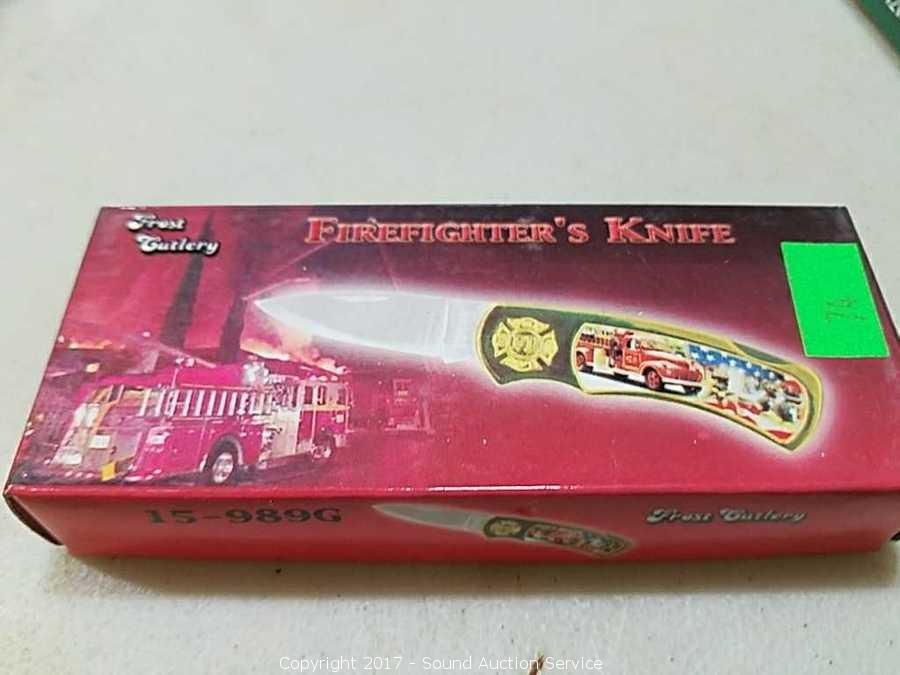 Frost
Cutlery
FIREFIGHTER'S KNIFE
15-989G
Frost Cutlery
Copyright 2017 - Sound Auction Service